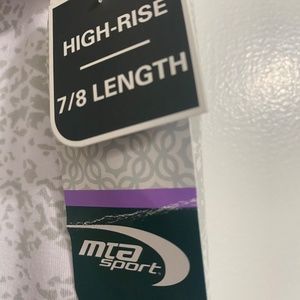 HIGH-RISE
7/8 LENGTH
mta
sport